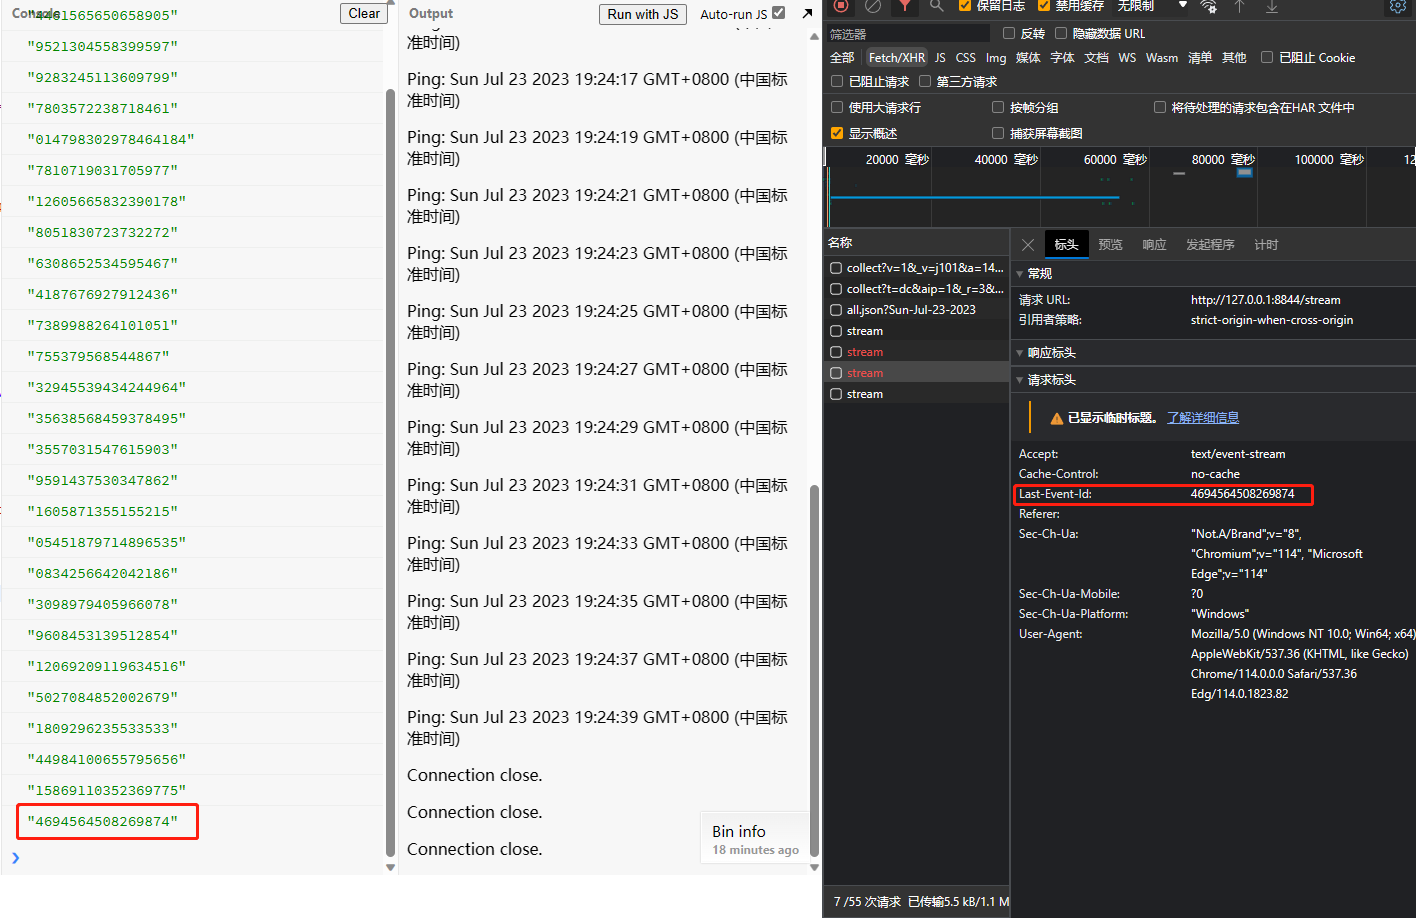 Console
Clear
"4461565650658905"
"9521304558399597"
"9283245113609799"
"7803572238718461"
"014798302978464184"
"7810719031705977"
"12605665832390178"
"8051830723732272"
"6308652534595467"
"4187676927912436"
"7389988264101051"
"755379568544867"
"32945539434244964"
"35638568459378495"
"3557031547615903"
"9591437530347862"
"1605871355155215"
"05451879714896535"
"0834256642042186"
"3098979405966078"
"9608453139512854"
"12069209119634516"
"5027084852002679"
"1809296235533533"
"44984100655795656"
"15869110352369775"
"4694564508269874"
Output
Run with JS
Auto-run JS
准时间)
Ping: Sun Jul 23 2023 19:24:17 GMT+0800 (中国标
准时间)
Ping: Sun Jul 23 2023 19:24:19 GMT+0800 (中国标
准时间)
Ping: Sun Jul 23 2023 19:24:21 GMT+0800 (中国标
准时间)
Ping: Sun Jul 23 2023 19:24:23 GMT+0800 (中国标
准时间)
Ping: Sun Jul 23 2023 19:24:25 GMT+0800 (中国标
准时间)
Ping: Sun Jul 23 2023 19:24:27 GMT+0800 (中国标
准时间)
Ping: Sun Jul 23 2023 19:24:29 GMT+0800 (中国标
准时间)
Ping: Sun Jul 23 2023 19:24:31 GMT+0800 (中国标
准时间)
Ping: Sun Jul 23 2023 19:24:33 GMT+0800 (中国标
准时间)
Ping: Sun Jul 23 2023 19:24:35 GMT+0800 (中国标
准时间)
Ping: Sun Jul 23 2023 19:24:37 GMT+0800 (中国标
准时间)
Ping: Sun Jul 23 2023 19:24:39 GMT+0800 (中国标
准时间)
Connection close.
Connection close.
Connection close.
Bin info
18 minutes ago
保留日志 禁用缓存 无限制
筛选器 反转 隐藏数据 URL
全部 Fetch/XHR JS CSS Img 媒体 字体 文档 WS Wasm 清单 其他 已阻止 Cookie
已阻止请求 第三方请求
使用大请求行 按帧分组 将待处理的请求包含在HAR 文件中
显示概述 捕获屏幕截图
20000 毫秒 40000 毫秒 60000 毫秒 80000 毫秒 100000 毫秒 12
名称
collect?v=1&_v=j101&a=14...
collect?t=dc&aip=1&_r=3&...
all.json?Sun-Jul-23-2023
stream
stream
stream
stream
7 /55 次请求 已传输5.5 kB/1.1 M
标头 预览 响应 发起程序 计时
常规
请求 URL: http://127.0.0.1:8844/stream
引用者策略: strict-origin-when-cross-origin
响应标头
请求标头
已显示临时标题。 了解详细信息
Accept: text/event-stream
Cache-Control: no-cache
Last-Event-Id: 4694564508269874
Referer:
Sec-Ch-Ua: "Not.A/Brand";v="8",
"Chromium";v="114", "Microsoft
Edge";v="114"
Sec-Ch-Ua-Mobile: ?0
Sec-Ch-Ua-Platform: "Windows"
User-Agent: Mozilla/5.0 (Windows NT 10.0; Win64; x64)
AppleWebKit/537.36 (KHTML, like Gecko)
Chrome/114.0.0.0 Safari/537.36
Edg/114.0.1823.82